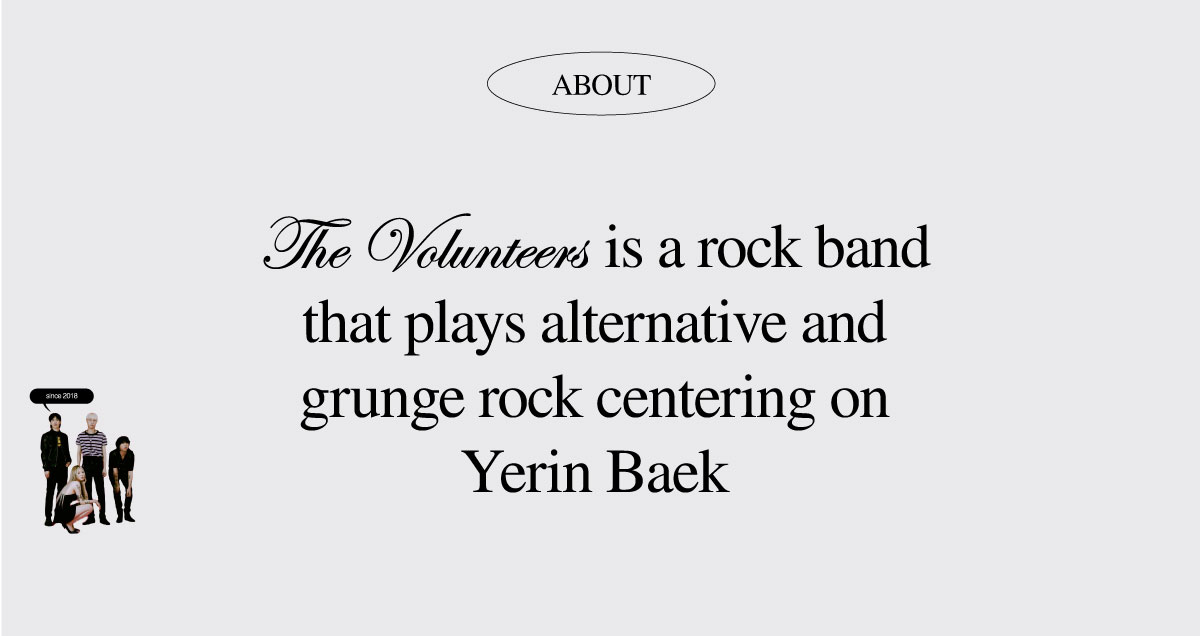 ABOUT
The Volunteers is a rock band
that plays alternative and
grunge rock centering on
Yerin Baek
since 2018